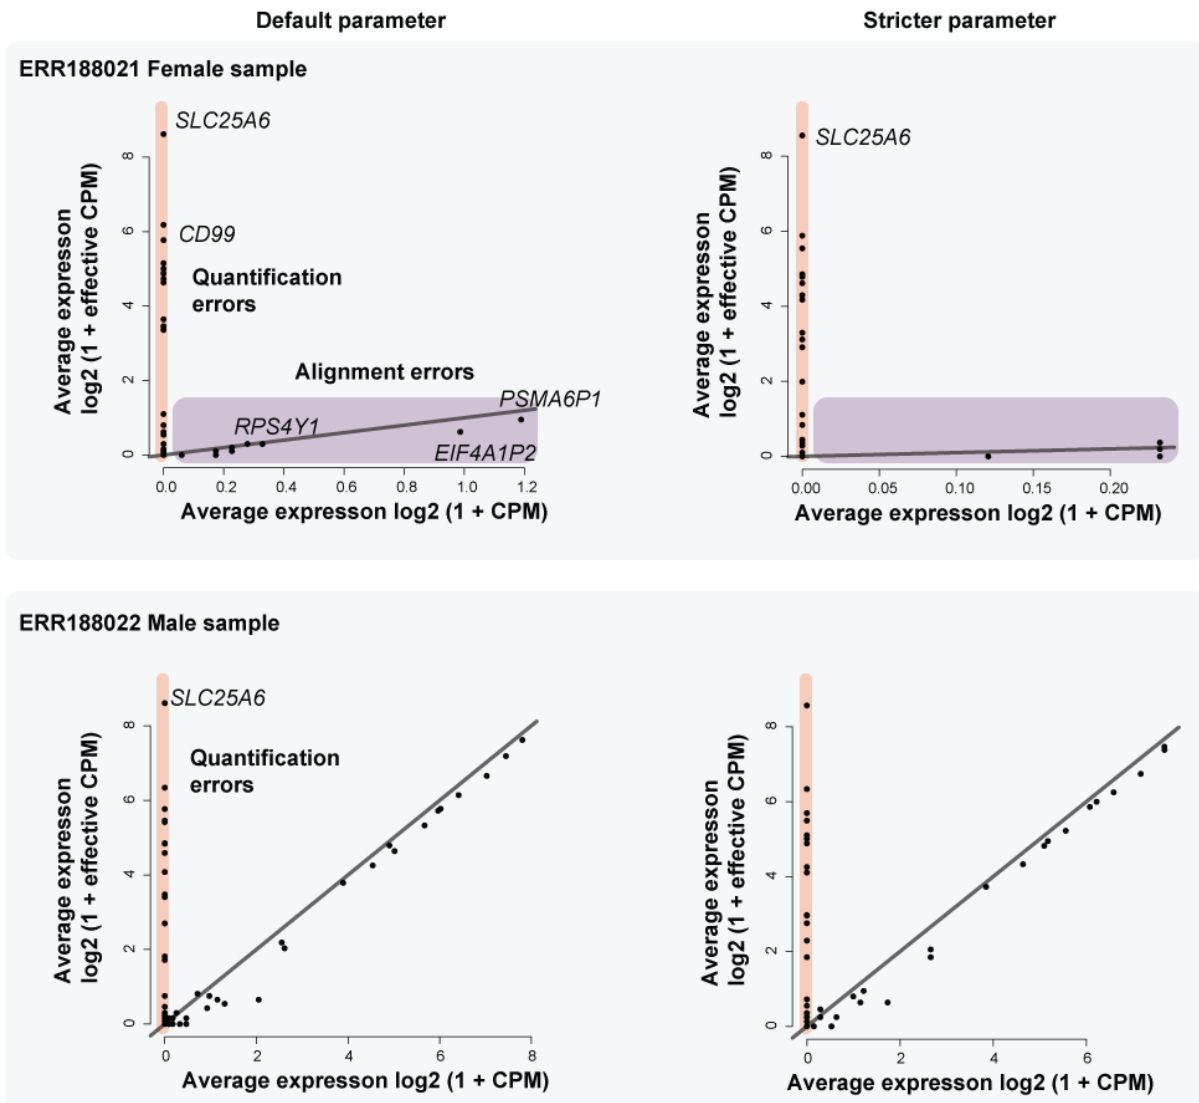 Default parameter
Stricter parameter
ERR188021 Female sample
SLC25A6
CD99
Quantification
errors
Alignment errors
PSMA6P1
RPS4Y1
EIF4A1P2
8
6
4
2
0
0.0 0.2 0.4 0.6 0.8 1.0 1.2
Average expresson
log2 (1 + effective CPM)
Average expresson log2 (1 + CPM)
SLC25A6
8
6
4
2
0
0.00 0.05 0.10 0.15 0.20
Average expresson
log2 (1 + effective CPM)
Average expresson log2 (1 + CPM)
ERR188022 Male sample
SLC25A6
Quantification
errors
8
6
4
2
0
0 2 4 6 8
Average expresson
log2 (1 + effective CPM)
Average expresson log2 (1 + CPM)
8
6
4
2
0
0 2 4 6
Average expresson
log2 (1 + effective CPM)
Average expresson log2 (1 + CPM)